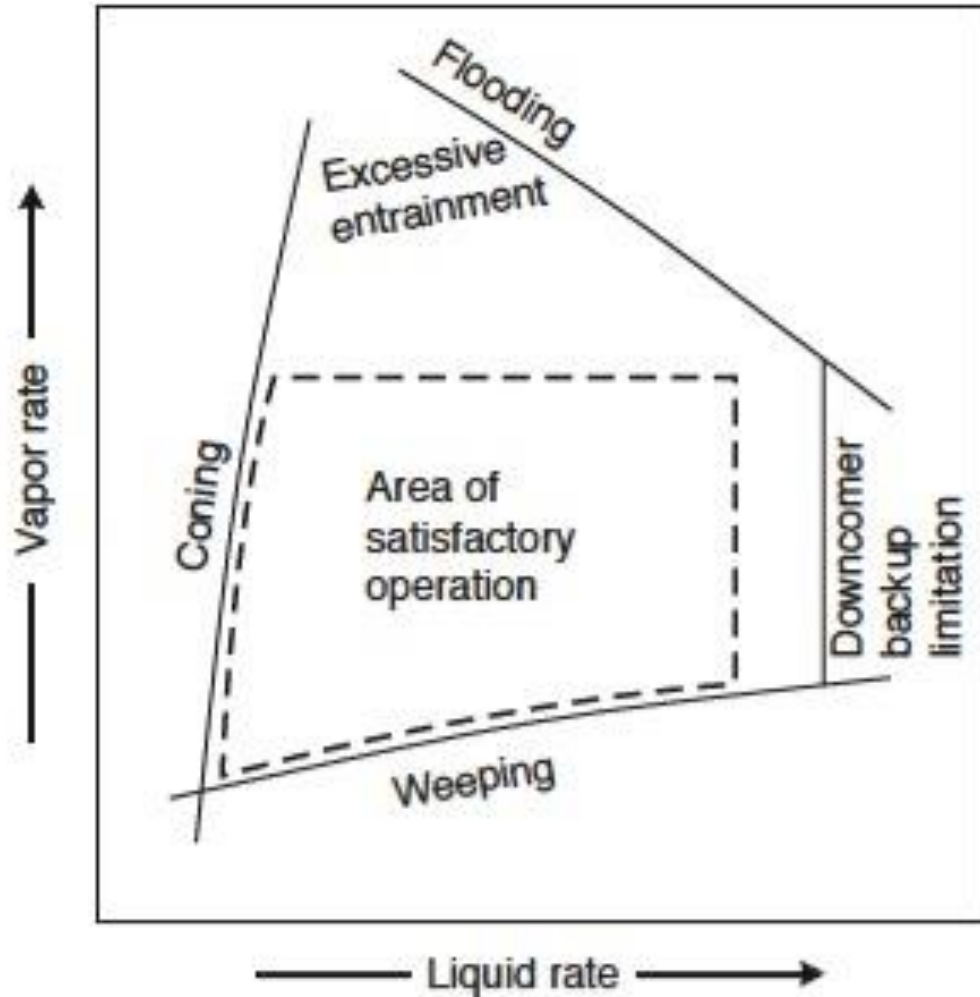 Flooding
Excessive
entrainment
Vapor rate
Coning
Area of
satisfactory
operation
Downcomer
backup
limitation
Weeping
Liquid rate